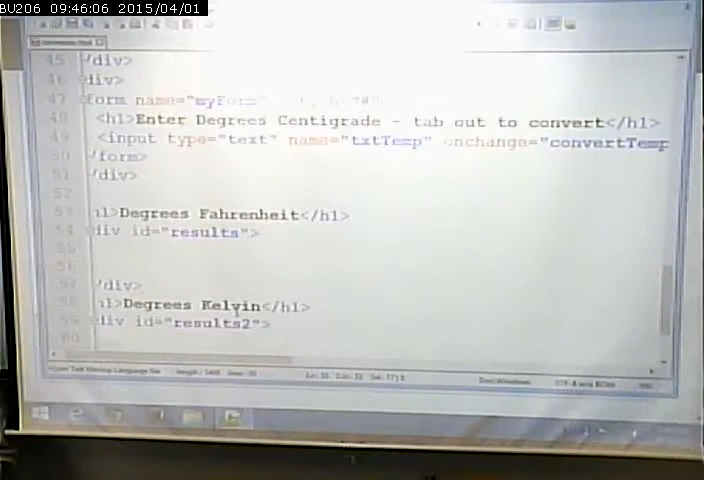 BU206 09:46:06 2015/04/01
45 /div>
46 div>
47 form name="myForm"
48 <h1>Enter Degrees Centigrade - tab out to convert</h1>
49 <input type="text" name="txtTemp" onchange="convertTemp
50 /form>
51 /div>
52
53 1>Degrees Fahrenheit</h1>
54 div id="results">
55
56
57 /div>
58 1>Degrees Kelvin</h1>
59 div id="results2">
60